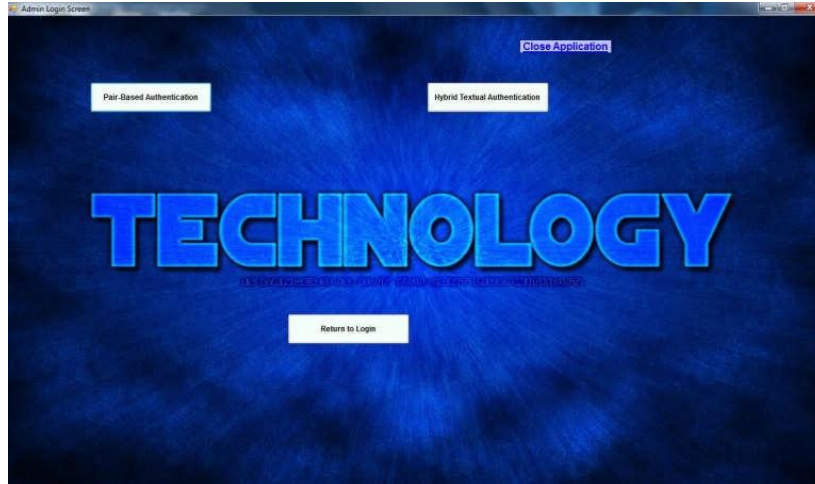 Admin Login Screen
Close Application
Pair-Based Authentication
Hybrid Textual Authentication
TECHNOLOGY
Return to Login